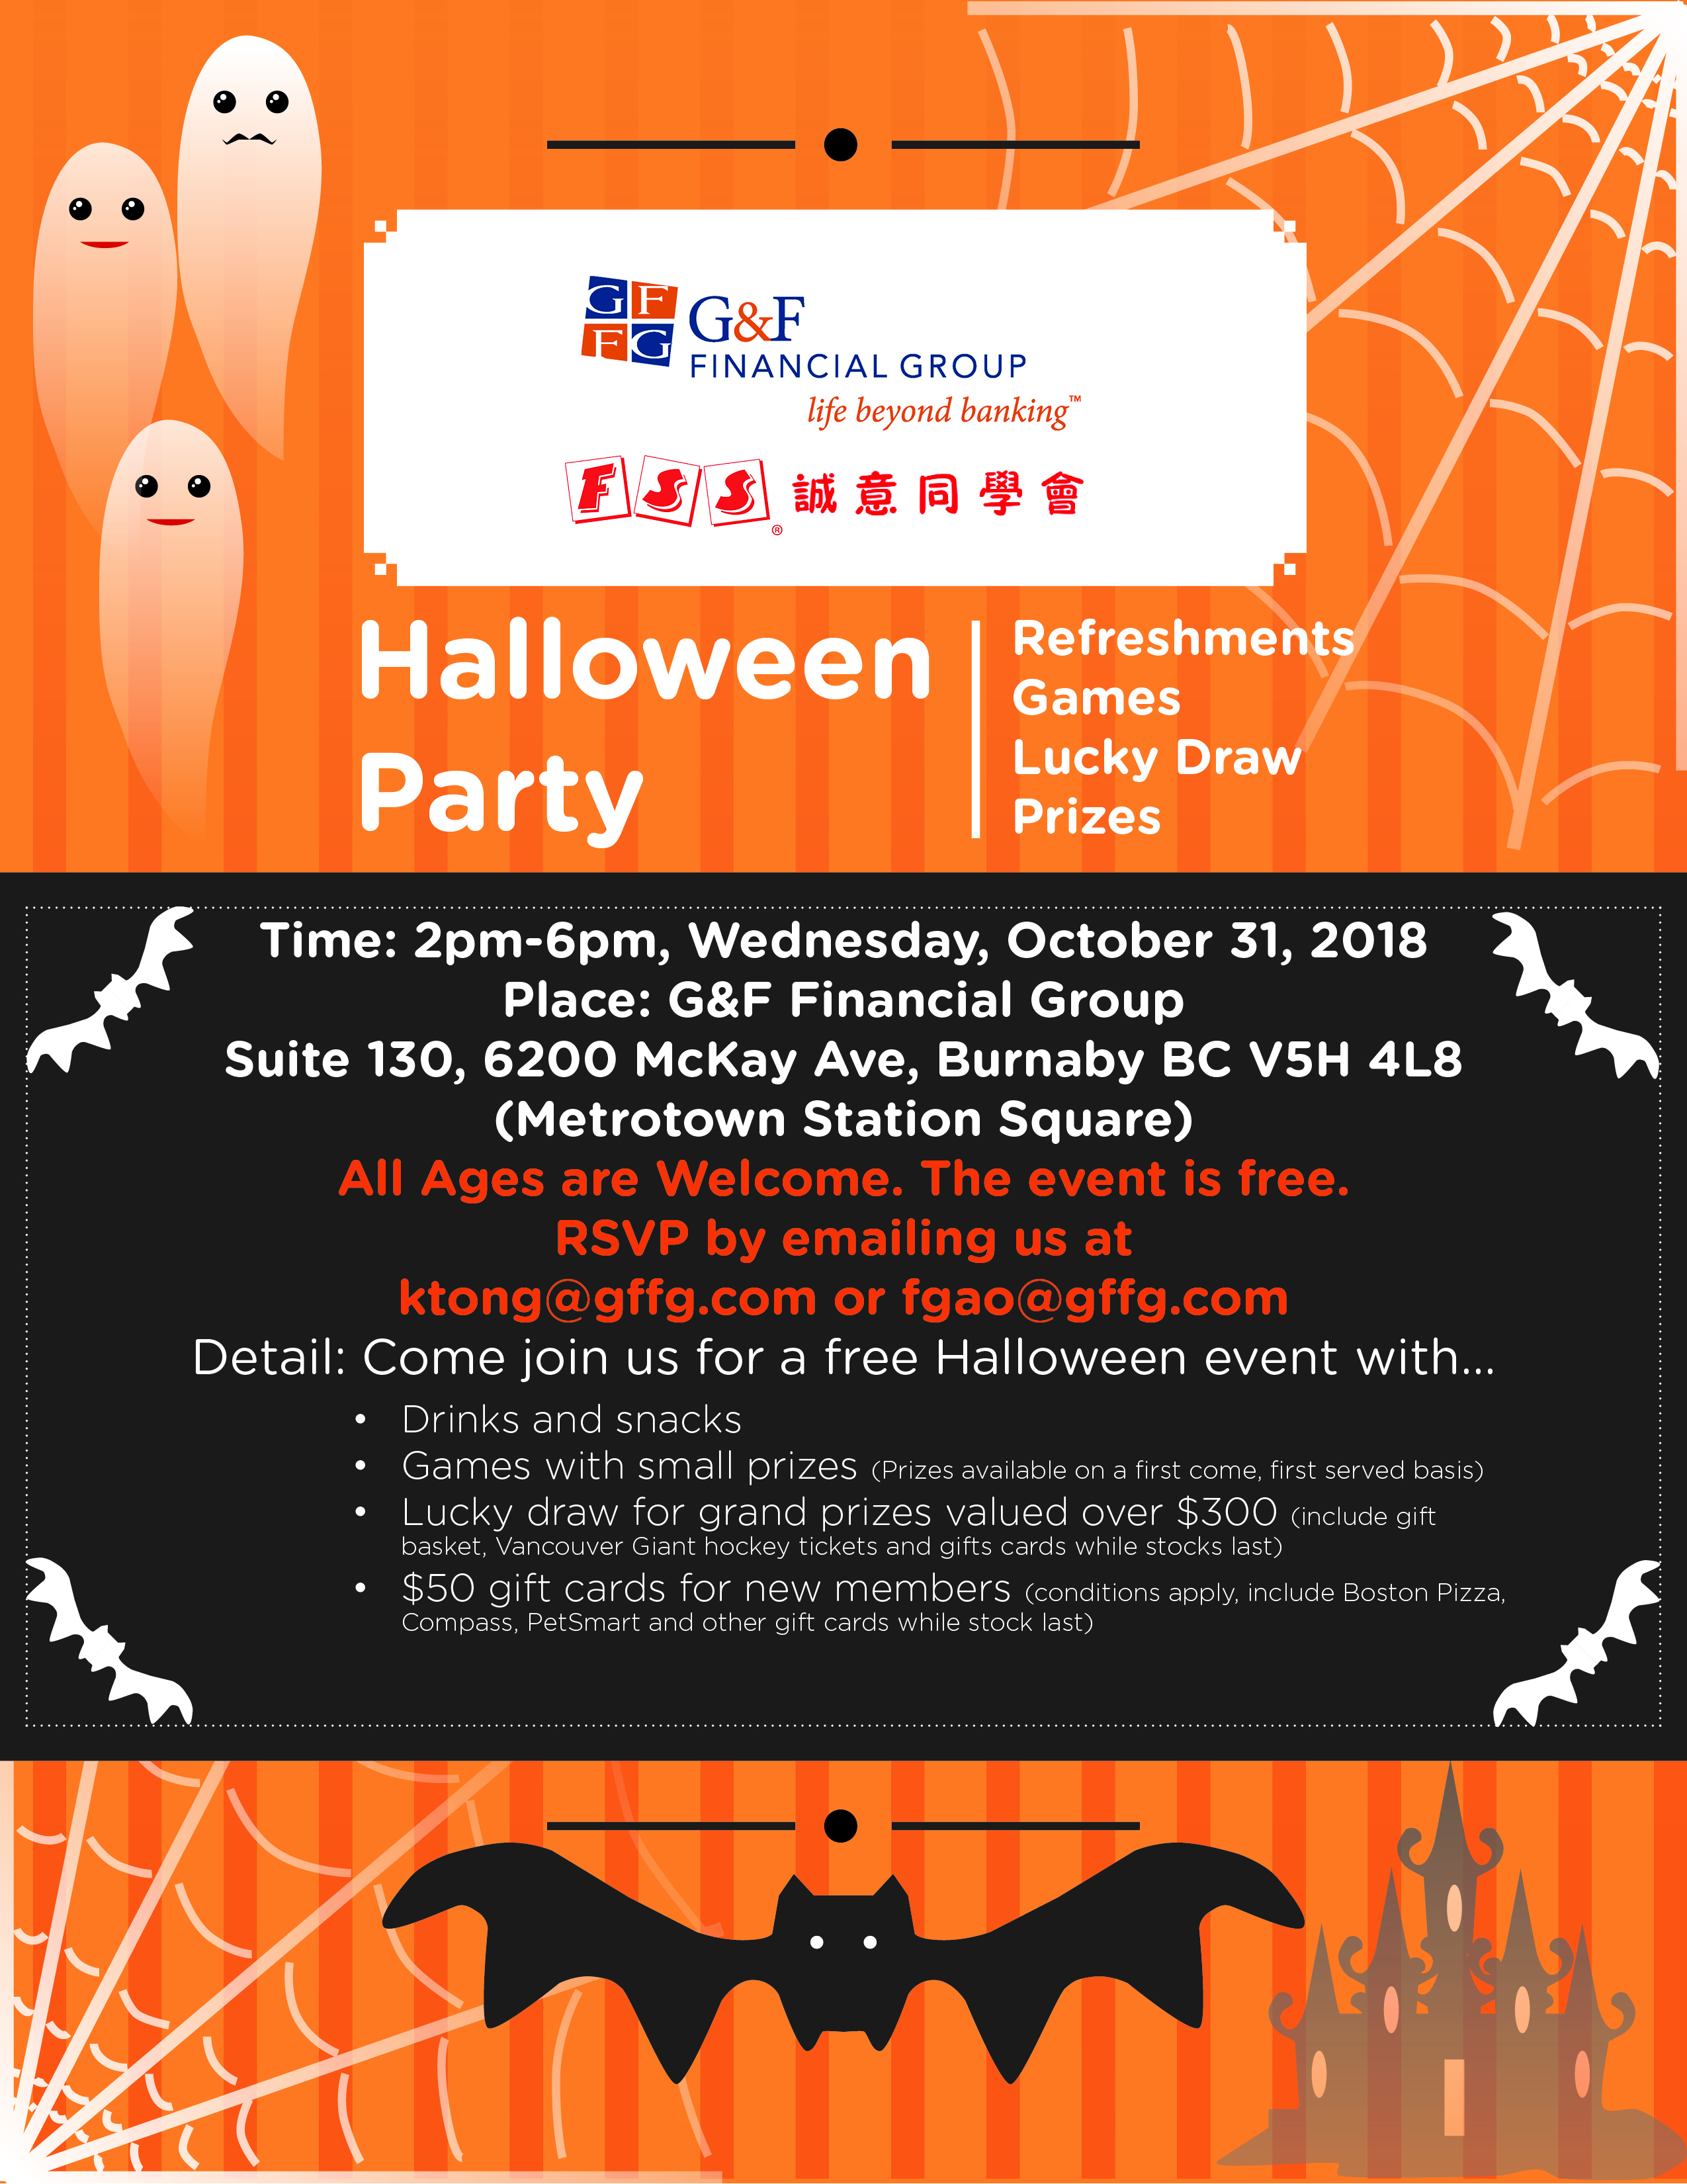 G F
F G
G&F
FINANCIAL GROUP
life beyond banking™
FSS® 誠意同學會
Halloween
Party
Refreshments
Games
Lucky Draw
Prizes
Time: 2pm-6pm, Wednesday, October 31, 2018
Place: G&F Financial Group
Suite 130, 6200 McKay Ave, Burnaby BC V5H 4L8
(Metrotown Station Square)
All Ages are Welcome. The event is free.
RSVP by emailing us at
ktong@gffg.com or fgao@gffg.com
Detail: Come join us for a free Halloween event with...
• Drinks and snacks
• Games with small prizes (Prizes available on a first come, first served basis)
• Lucky draw for grand prizes valued over $300 (include gift
basket, Vancouver Giant hockey tickets and gifts cards while stocks last)
• $50 gift cards for new members (conditions apply, include Boston Pizza,
Compass, PetSmart and other gift cards while stock last)